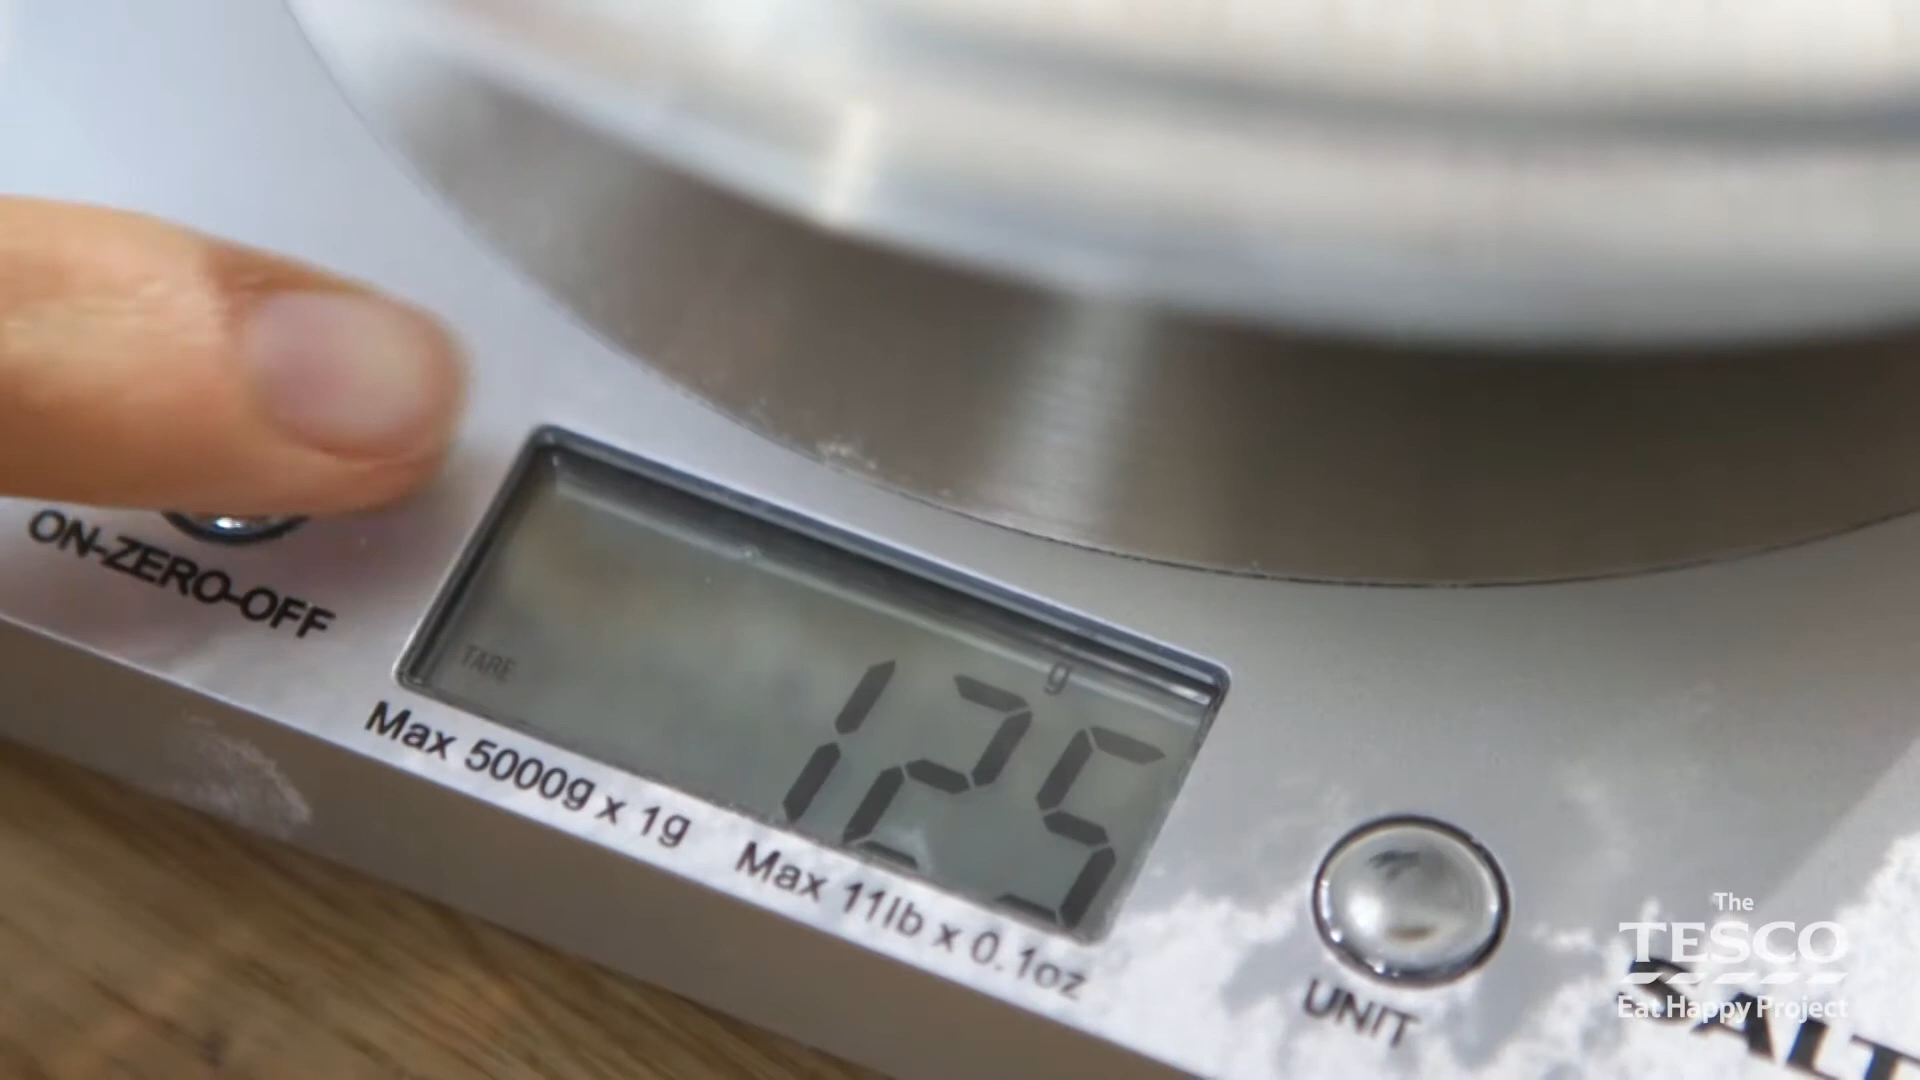 ON-ZERO-OFF
TARE
g
125
Max 5000g x 1g Max 11lb x 0.1oz
UNIT
The
TESCO
Eat Happy Project